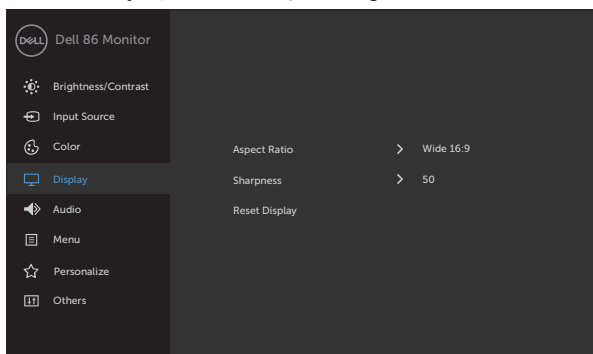 DELL Dell 86 Monitor
Brightness/Contrast
Input Source
Color
Display
Audio
Menu
Personalize
Others
Aspect Ratio > Wide 16:9
Sharpness > 50
Reset Display